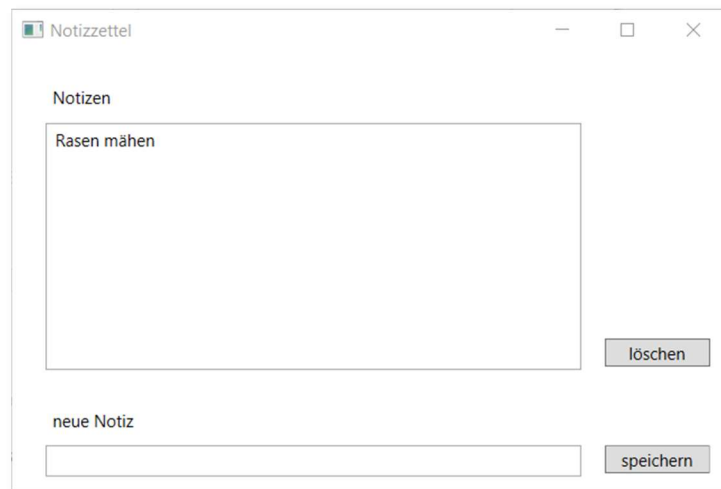 Notizzettel
Notizen
Rasen mähen
löschen
neue Notiz
speichern